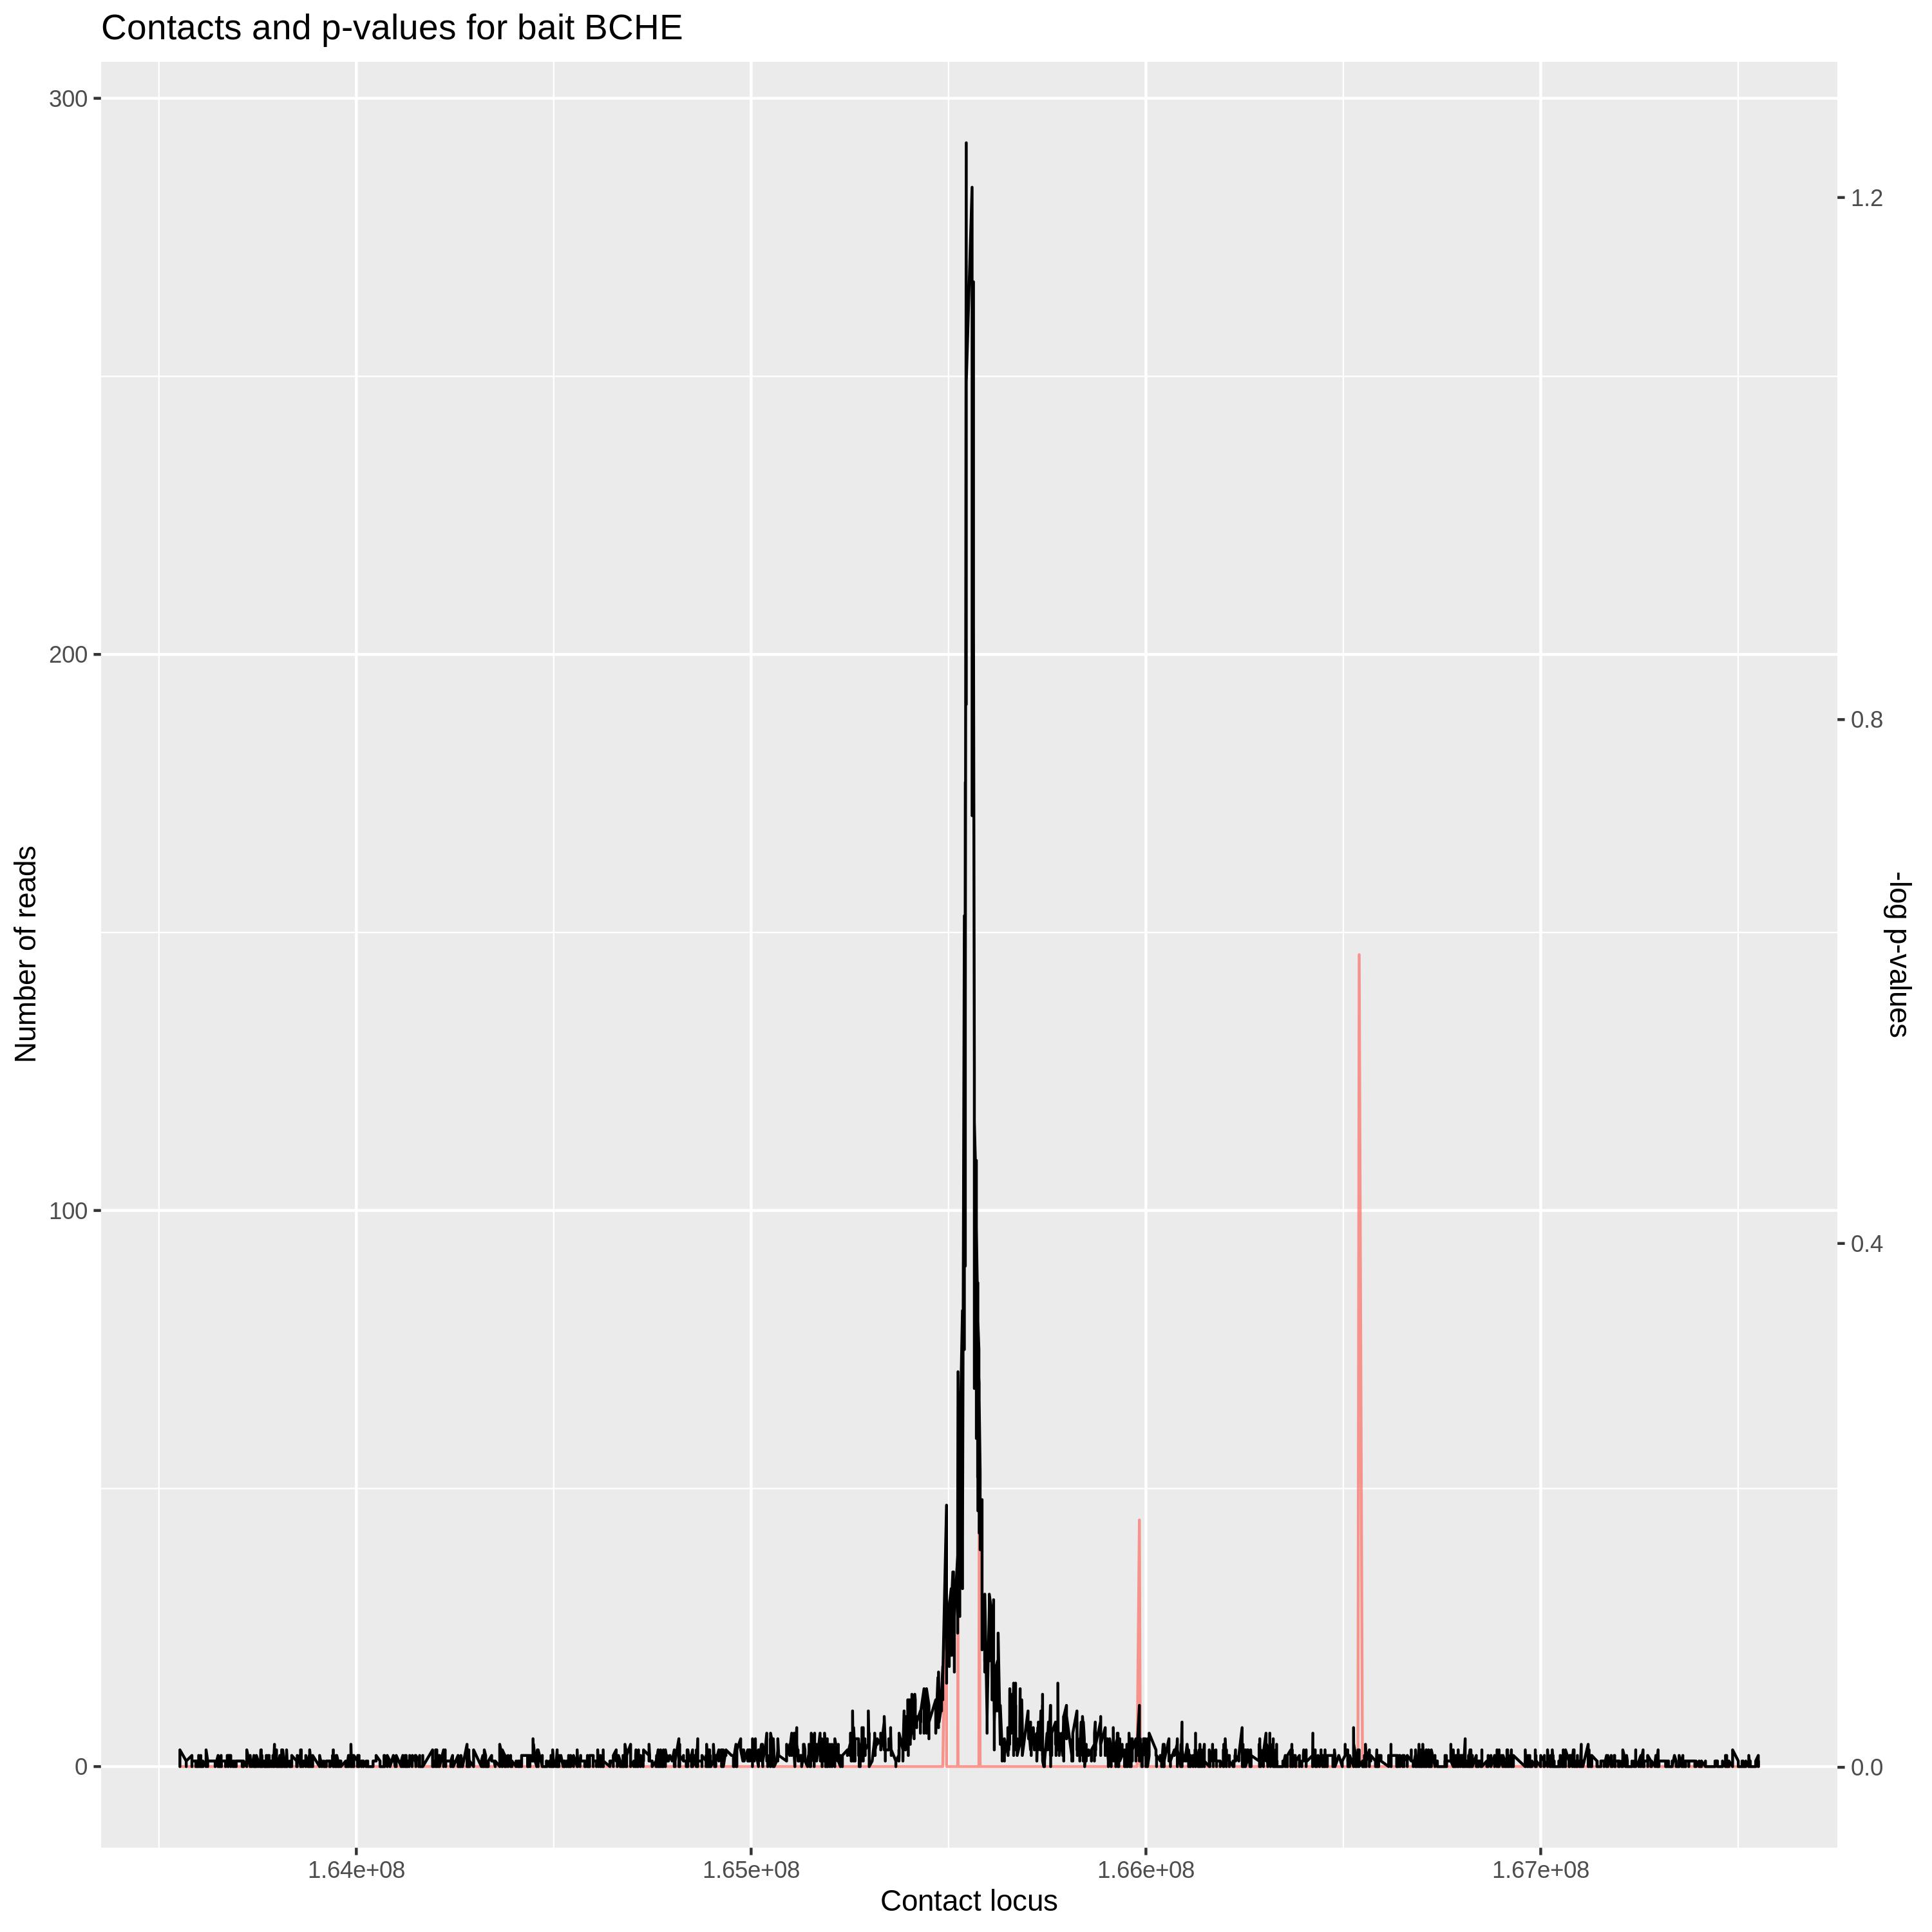 Contacts and p-values for bait BCHE
300
200
100
0
Number of reads
1.2
0.8
0.4
0.0
-log p-values
1.64e+08
1.65e+08
1.66e+08
1.67e+08
Contact locus